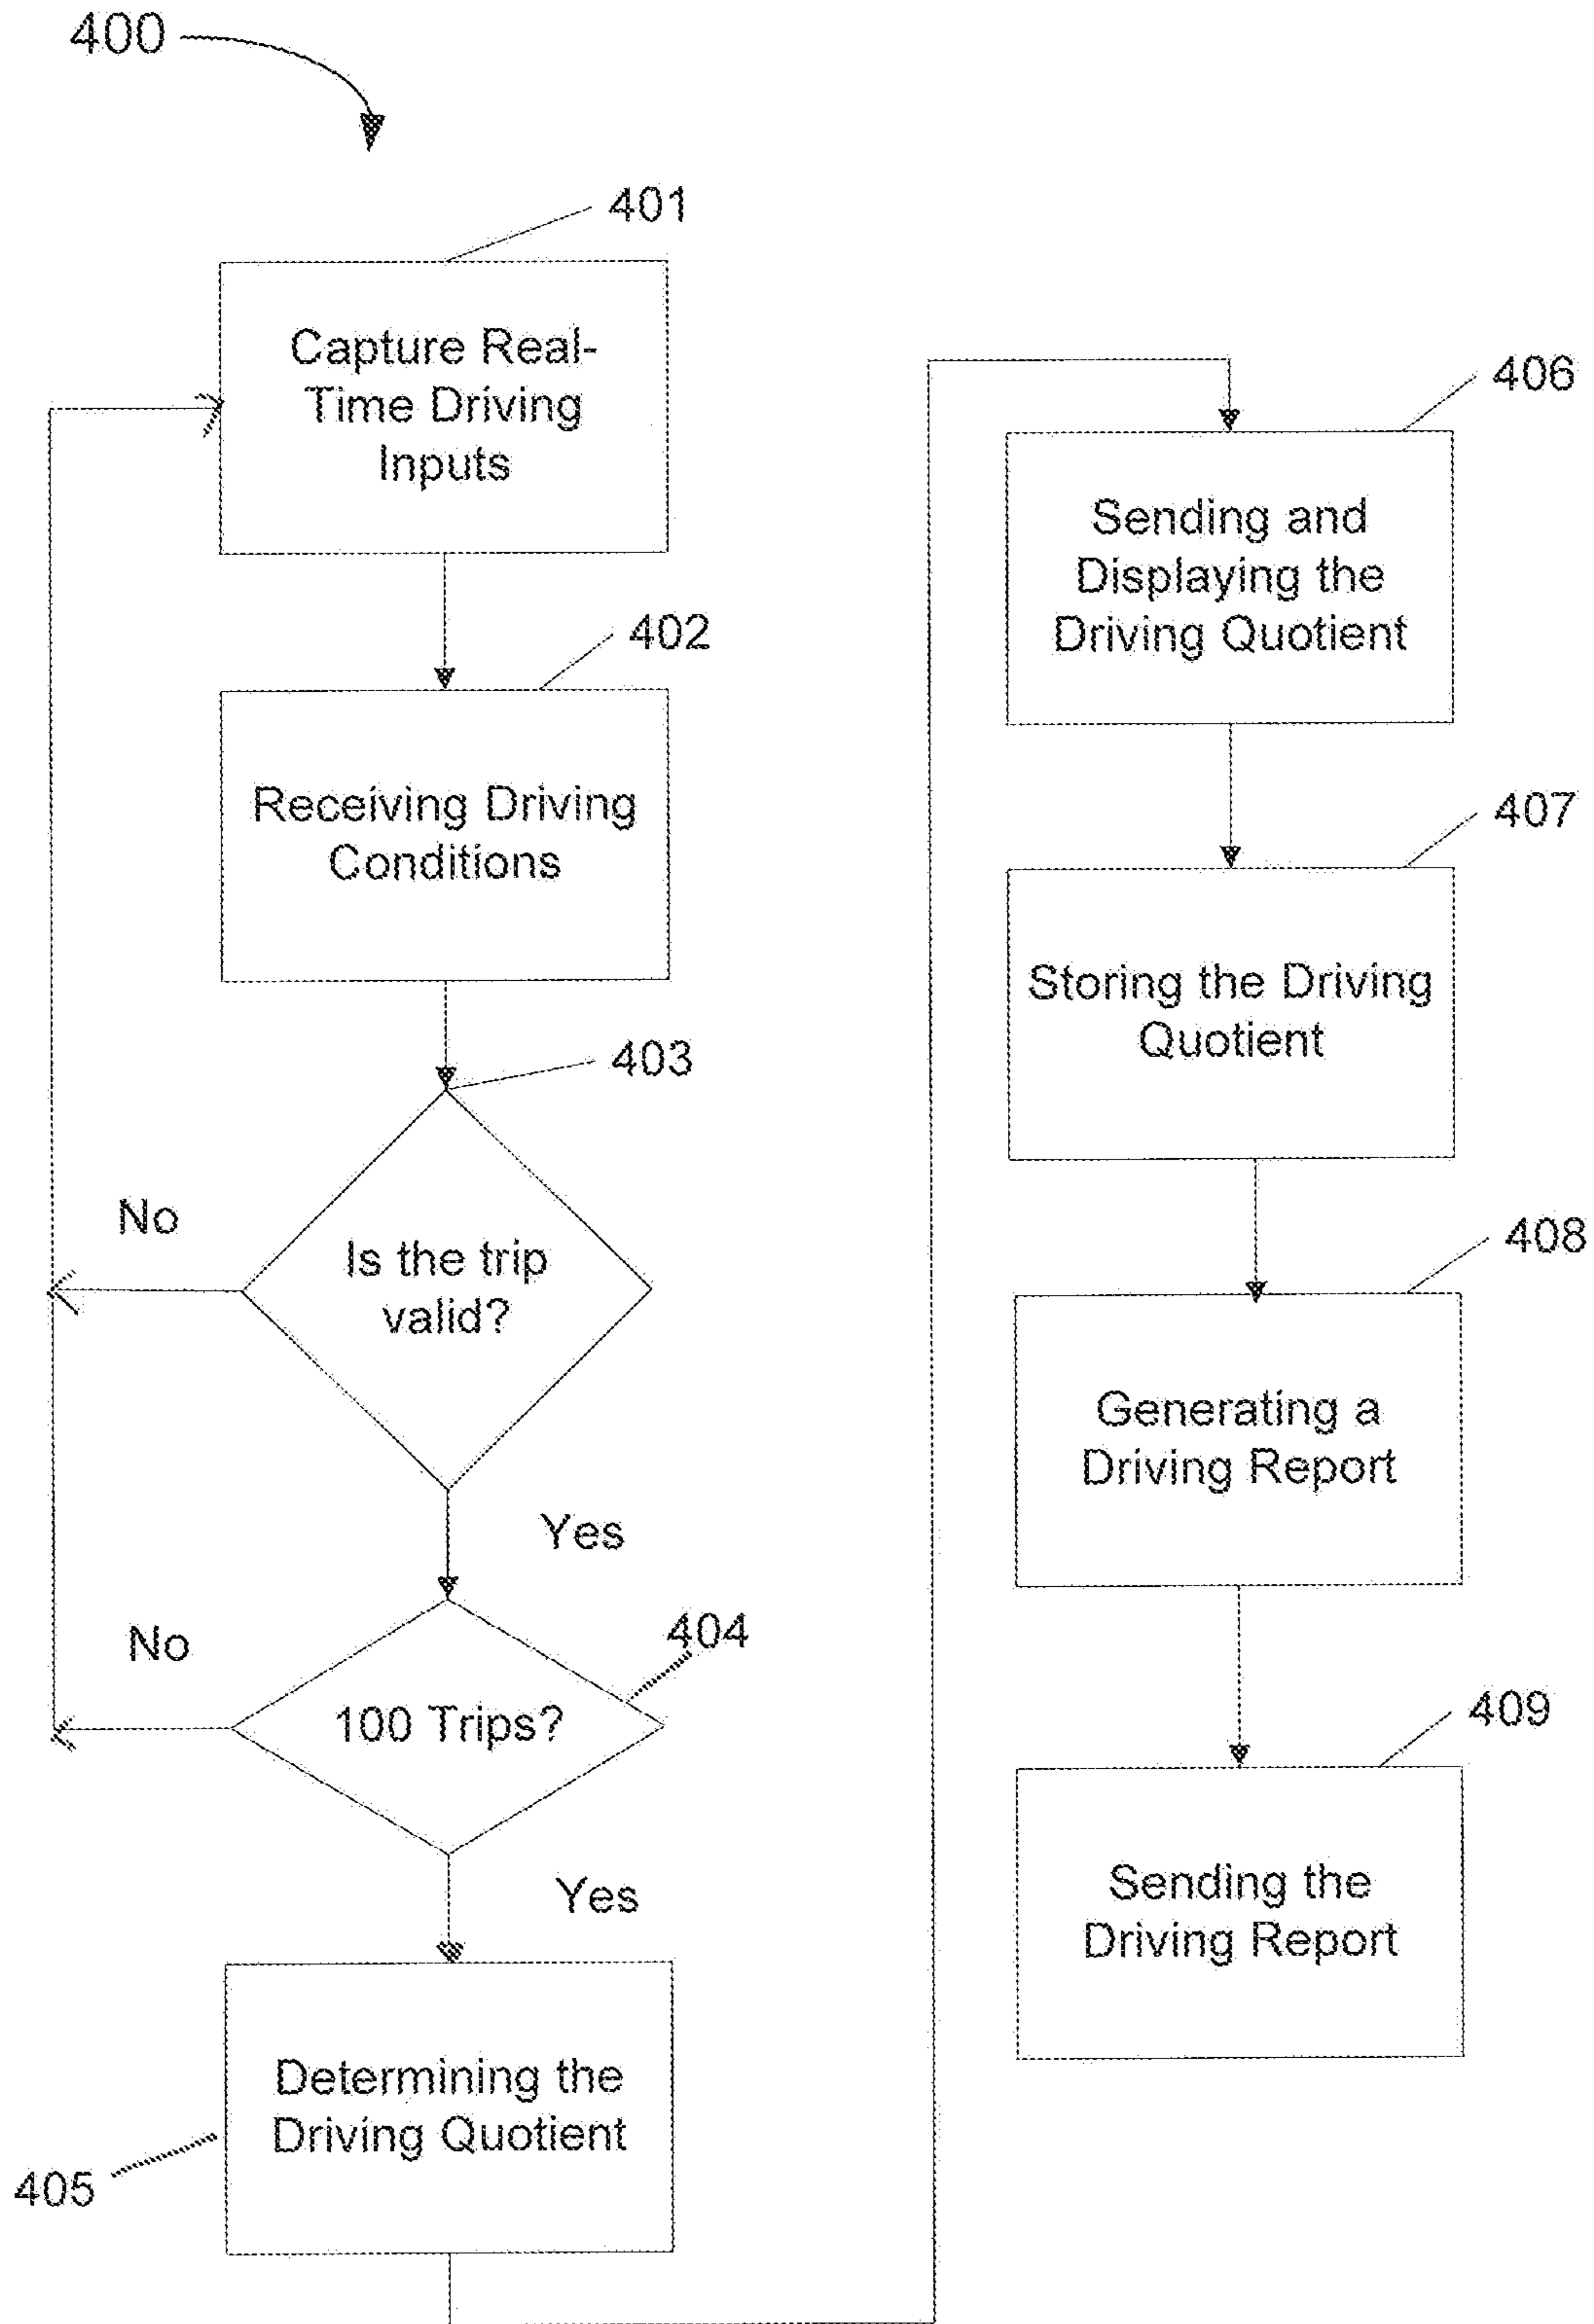 400
401
Capture Real-
Time Driving
Inputs
402
Receiving Driving
Conditions
403
No
Is the trip
valid?
Yes
404
No
100 Trips?
Yes
Determining the
Driving Quotient
405
406
Sending and
Displaying the
Driving Quotient
407
Storing the Driving
Quotient
408
Generating a
Driving Report
409
Sending the
Driving Report